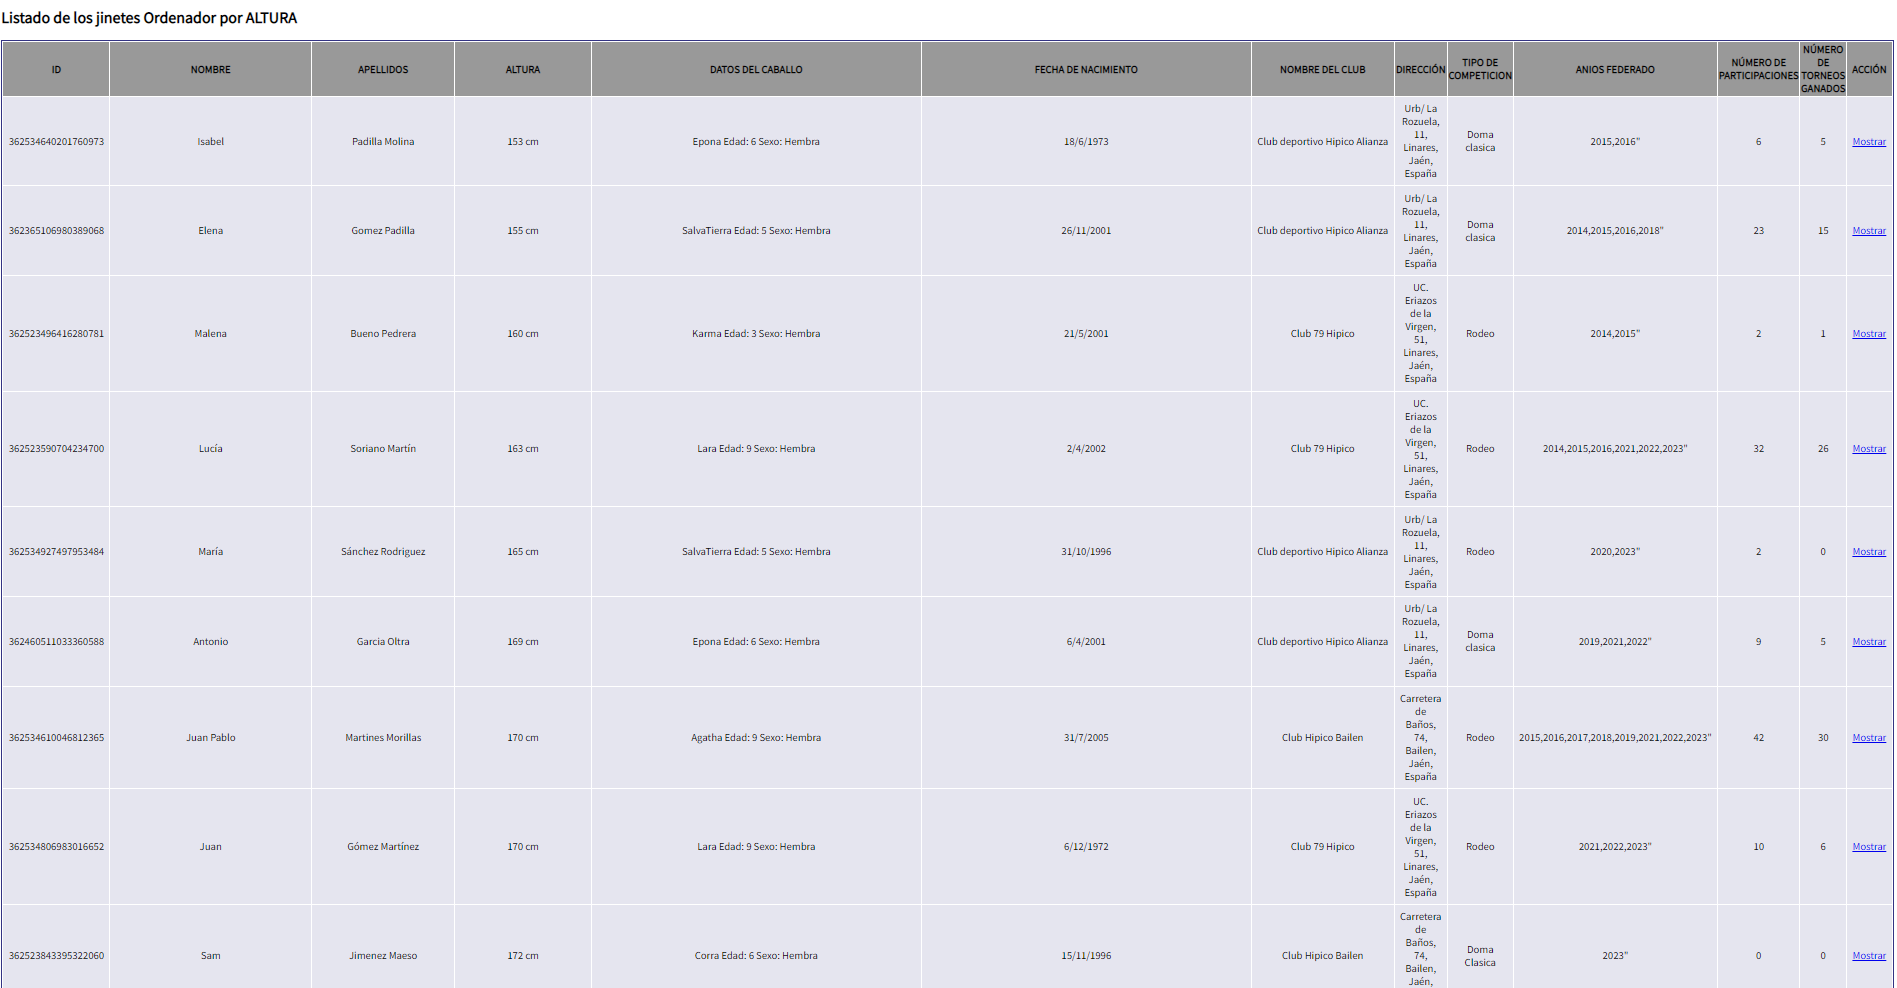 Listado de los jinetes Ordenador por ALTURA
ID NOMBRE APELLIDOS ALTURA DATOS DEL CABALLO FECHA DE NACIMIENTO NOMBRE DEL CLUB DIRECCIÓN TIPO DE COMPETICION ANIOS FEDERADO NÚMERO DE PARTICIPACIONES NÚMERO DE TORNEOS GANADOS ACCIÓN
362534640201760973 Isabel Padilla Molina 153 cm Epona Edad: 6 Sexo: Hembra 18/6/1973 Club deportivo Hipico Alianza Urb/ La Rozuela, 11, Linares, Jaén, España Doma clasica 2015,2016" 6 5 Mostrar
362365106980389068 Elena Gomez Padilla 155 cm SalvaTierra Edad: 5 Sexo: Hembra 26/11/2001 Club deportivo Hipico Alianza Urb/ La Rozuela, 11, Linares, Jaén, España Doma clasica 2014,2015,2016,2018" 23 15 Mostrar
362523496416280781 Malena Bueno Pedrera 160 cm Karma Edad: 3 Sexo: Hembra 21/5/2001 Club 79 Hipico UC. Eriazos de la Virgen, 51, Linares, Jaén, España Rodeo 2014,2015" 2 1 Mostrar
362523590704234700 Lucía Soriano Martín 163 cm Lara Edad: 9 Sexo: Hembra 2/4/2002 Club 79 Hipico UC. Eriazos de la Virgen, 51, Linares, Jaén, España Rodeo 2014,2015,2016,2021,2022,2023" 32 26 Mostrar
362534927497953484 María Sánchez Rodriguez 165 cm SalvaTierra Edad: 5 Sexo: Hembra 31/10/1996 Club deportivo Hipico Alianza Urb/ La Rozuela, 11, Linares, Jaén, España Rodeo 2020,2023" 2 0 Mostrar
362460511033360588 Antonio Garcia Oltra 169 cm Epona Edad: 6 Sexo: Hembra 6/4/2001 Club deportivo Hipico Alianza Urb/ La Rozuela, 11, Linares, Jaén, España Doma clasica 2019,2021,2022" 9 5 Mostrar
362534610046812365 Juan Pablo Martines Morillas 170 cm Agatha Edad: 9 Sexo: Hembra 31/7/2005 Club Hipico Bailen Carretera de Baños, 74, Bailen, Jaén, España Rodeo 2015,2016,2017,2018,2019,2021,2022,2023" 42 30 Mostrar
362534806983016652 Juan Gómez Martínez 170 cm Lara Edad: 9 Sexo: Hembra 6/12/1972 Club 79 Hipico UC. Eriazos de la Virgen, 51, Linares, Jaén, España Rodeo 2021,2022,2023" 10 6 Mostrar
362523843395322060 Sam Jimenez Maeso 172 cm Corra Edad: 6 Sexo: Hembra 15/11/1996 Club Hipico Bailen Carretera de Baños, 74, Bailen, Jaén, Doma Clasica 2023" 0 0 Mostrar